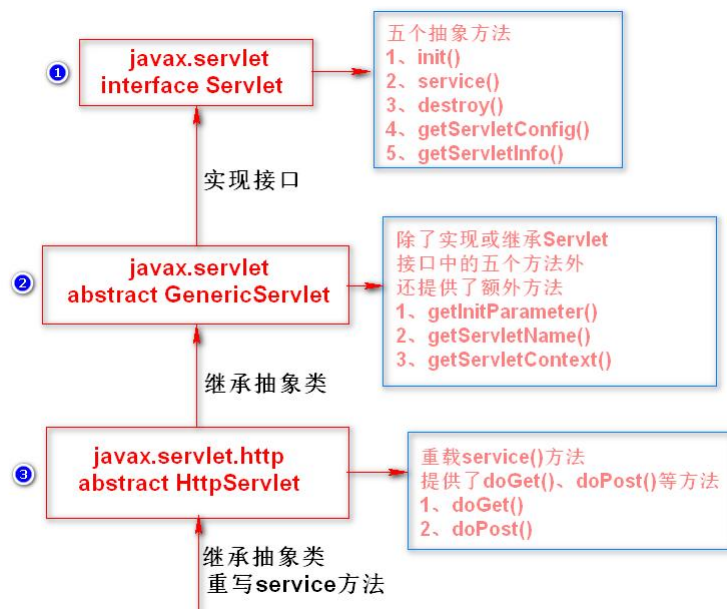 1
javax.servlet
interface Servlet
五个抽象方法
1、init()
2、service()
3、destroy()
4、getServletConfig()
5、getServletInfo()
实现接口
2
javax.servlet
abstract GenericServlet
除了实现或继承Servlet
接口中的五个方法外
还提供了额外方法
1、getInitParameter()
2、getServletName()
3、getServletContext()
继承抽象类
3
javax.servlet.http
abstract HttpServlet
重载service()方法
提供了doGet()、doPost()等方法
1、doGet()
2、doPost()
继承抽象类
重写service方法